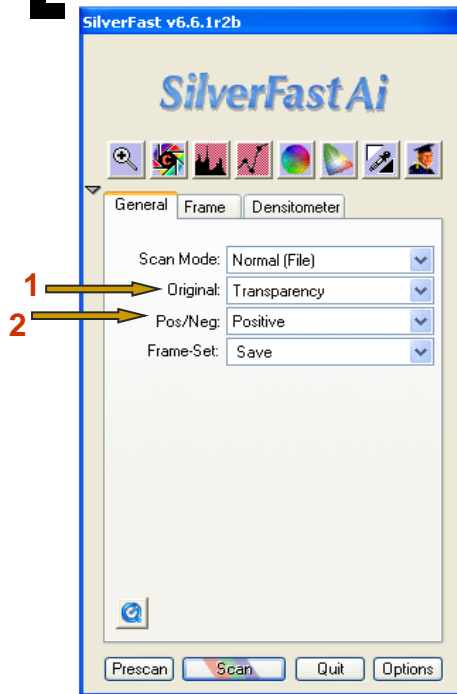 SilverFast v6.6.1r2b
SilverFast Ai
General Frame Densitometer
Scan Mode: Normal (File)
1 Original: Transparency
2 Pos/Neg: Positive
Frame-Set: Save
Prescan Scan Quit Options